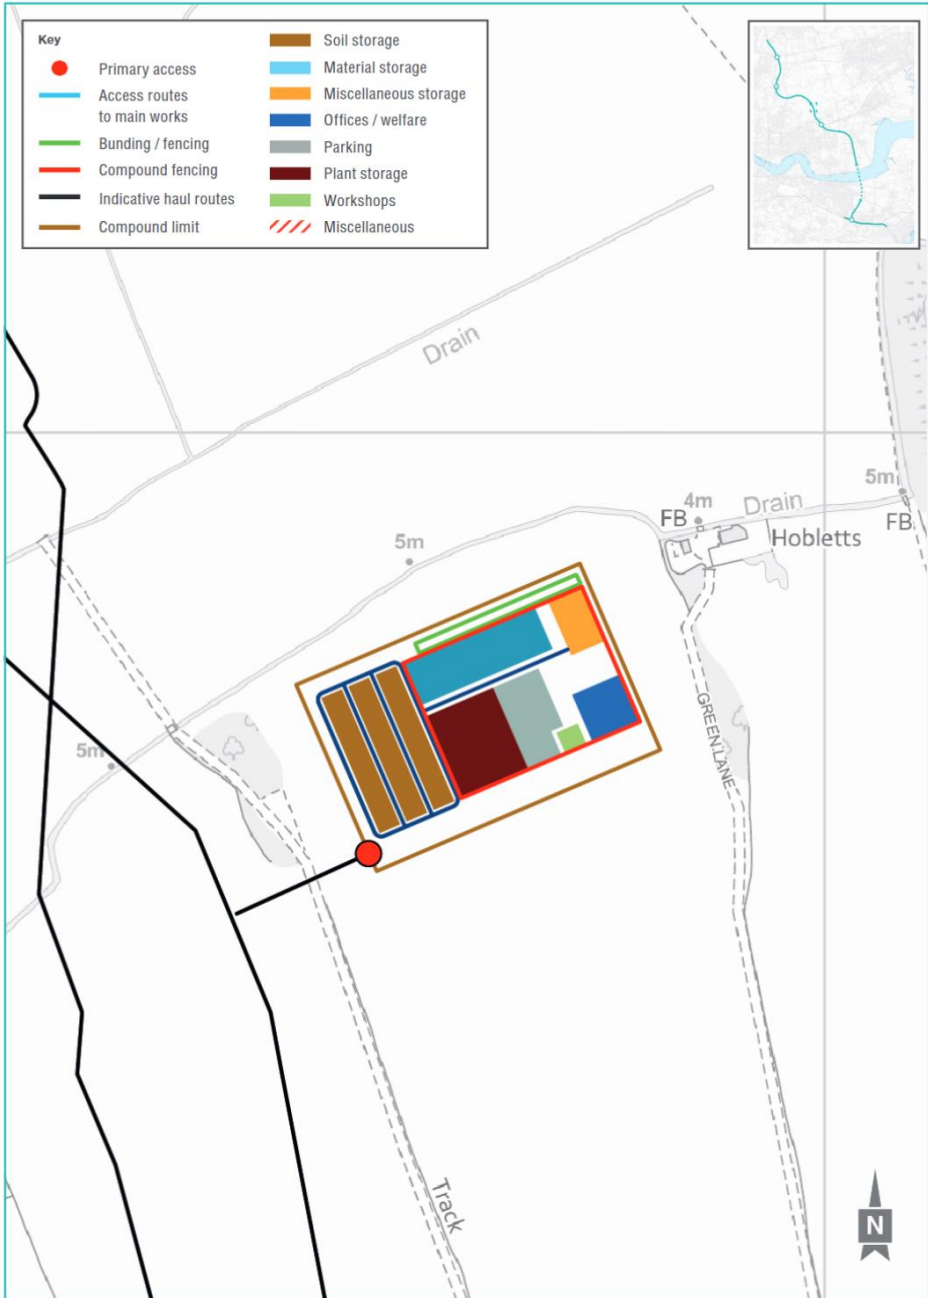 Key
Primary access
Access routes
to main works
Bunding / fencing
Compound fencing
Indicative haul routes
Compound limit
Soil storage
Material storage
Miscellaneous storage
Offices / welfare
Parking
Plant storage
Workshops
Miscellaneous
Drain
5m
4m
Drain
5m
FB
FB
Hobletts
5m
GREEN LANE
Track
N